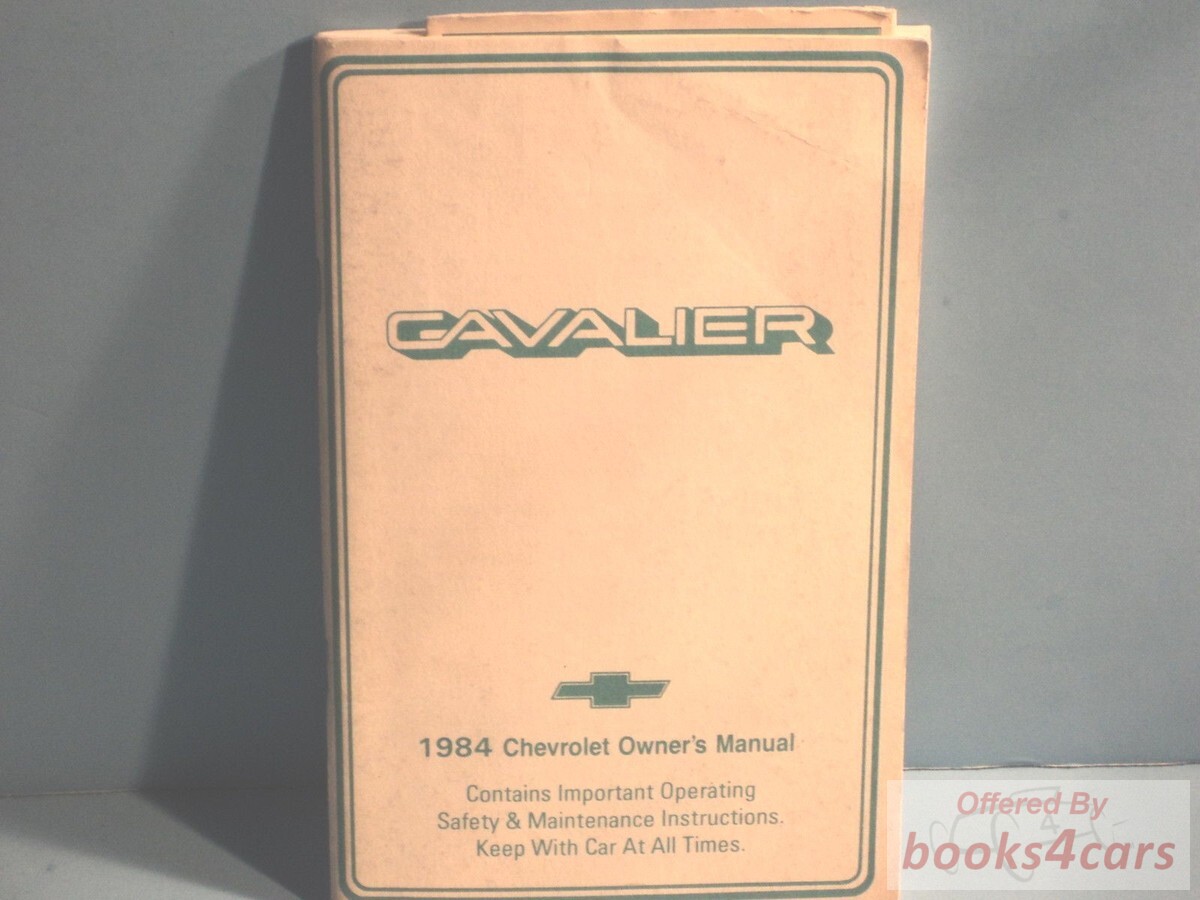 CAVALIER
1984 Chevrolet Owner's Manual
Contains Important Operating
Safety & Maintenance Instructions.
Keep With Car At All Times.
Offered By
books4cars